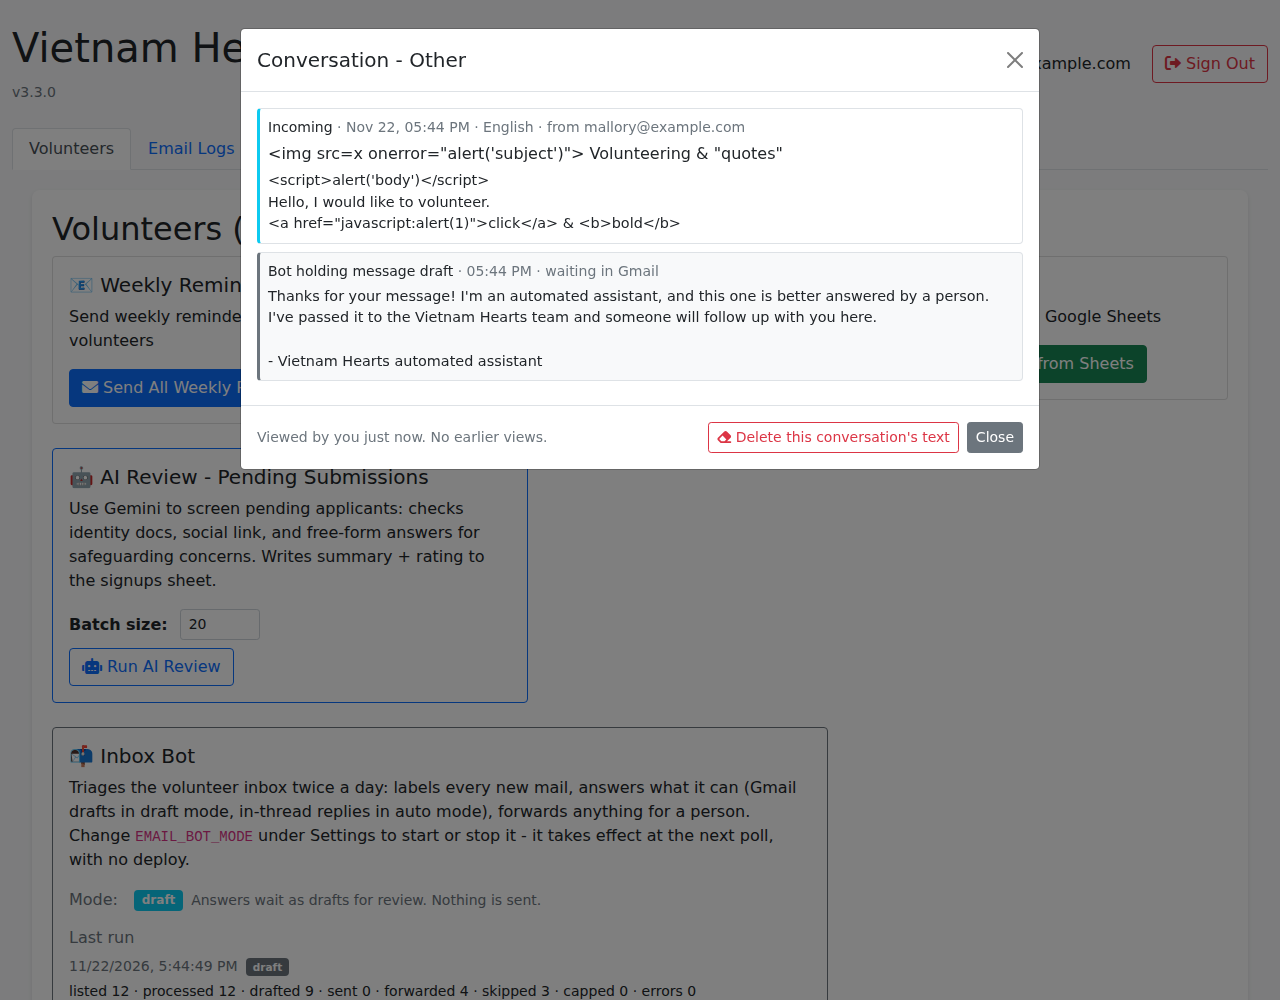 Vietnam He
v3.3.0
ample.com
Sign Out
Volunteers
Email Logs
Conversation - Other
Incoming · Nov 22, 05:44 PM · English · from mallory@example.com
<img src=x onerror="alert('subject')"> Volunteering & "quotes"
<script>alert('body')</script>
Hello, I would like to volunteer.
<a href="javascript:alert(1)">click</a> & <b>bold</b>
Bot holding message draft · 05:44 PM · waiting in Gmail
Thanks for your message! I'm an automated assistant, and this one is better answered by a person.
I've passed it to the Vietnam Hearts team and someone will follow up with you here.
- Vietnam Hearts automated assistant
Viewed by you just now. No earlier views.
Delete this conversation's text
Close
Volunteers (
Weekly Remin
Send weekly reminde
volunteers
Send All Weekly
Google Sheets
from Sheets
AI Review - Pending Submissions
Use Gemini to screen pending applicants: checks
identity docs, social link, and free-form answers for
safeguarding concerns. Writes summary + rating to
the signups sheet.
Batch size: 20
Run AI Review
Inbox Bot
Triages the volunteer inbox twice a day: labels every new mail, answers what it can (Gmail
drafts in draft mode, in-thread replies in auto mode), forwards anything for a person.
Change EMAIL_BOT_MODE under Settings to start or stop it - it takes effect at the next poll,
with no deploy.
Mode: draft Answers wait as drafts for review. Nothing is sent.
Last run
11/22/2026, 5:44:49 PM draft
listed 12 · processed 12 · drafted 9 · sent 0 · forwarded 4 · skipped 3 · capped 0 · errors 0